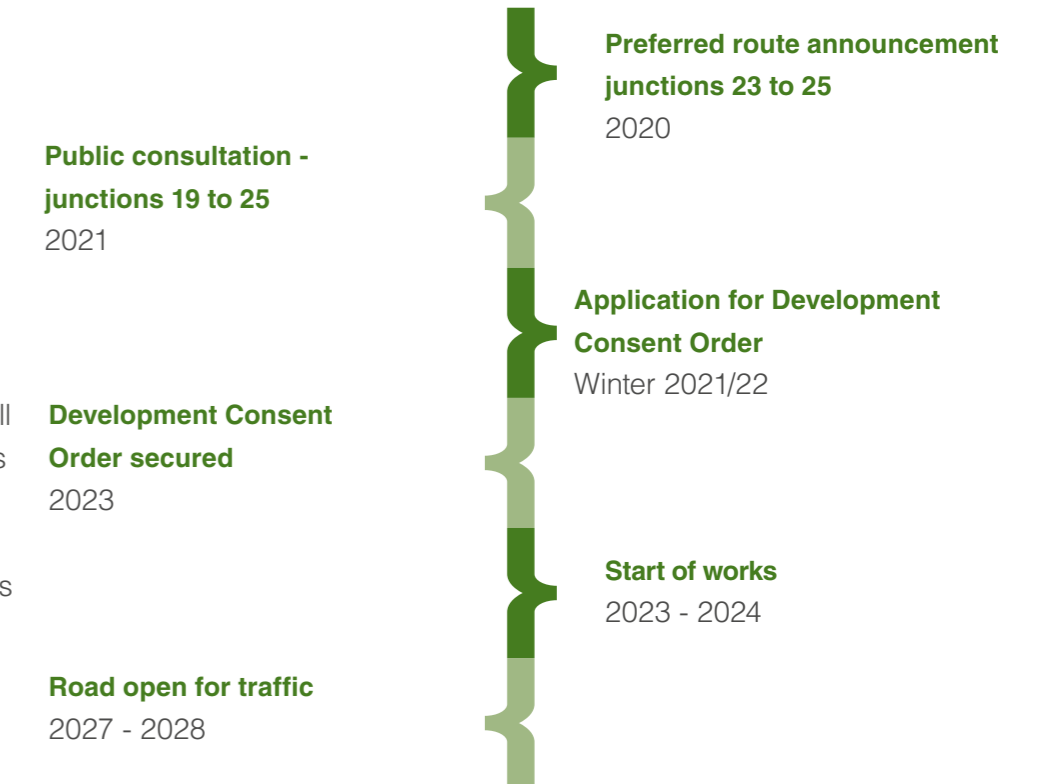 Preferred route announcement
junctions 23 to 25
2020
Public consultation -
junctions 19 to 25
2021
Application for Development
Consent Order
Winter 2021/22
Development Consent
Order secured
2023
Start of works
2023 - 2024
Road open for traffic
2027 - 2028